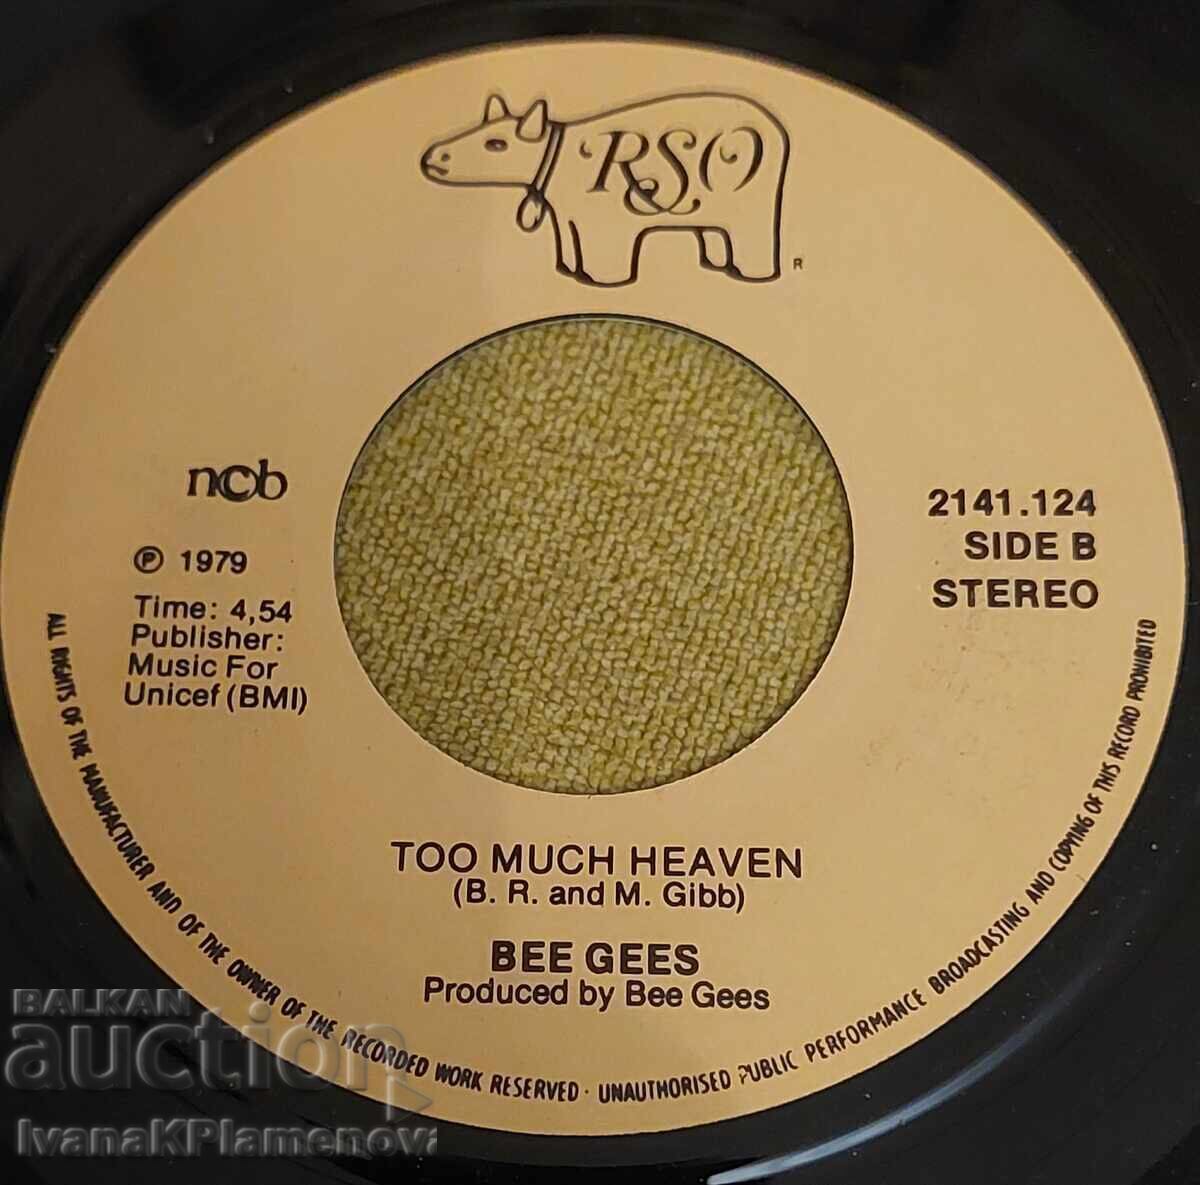 RSO
R
ncb
℗ 1979
Time: 4,54
Publisher:
Music For
Unicef (BMI)
2141.124
SIDE B
STEREO
TOO MUCH HEAVEN
(B. R. and M. Gibb)
BEE GEES
Produced by Bee Gees
ALL RIGHTS OF THE MANUFACTURER AND OF THE OWNER OF THE RECORDED WORK RESERVED · UNAUTHORISED PUBLIC PERFORMANCE BROADCASTING AND COPYING OF THIS RECORD PROHIBITED
BALKAN
auction
IvanaKPlamenova